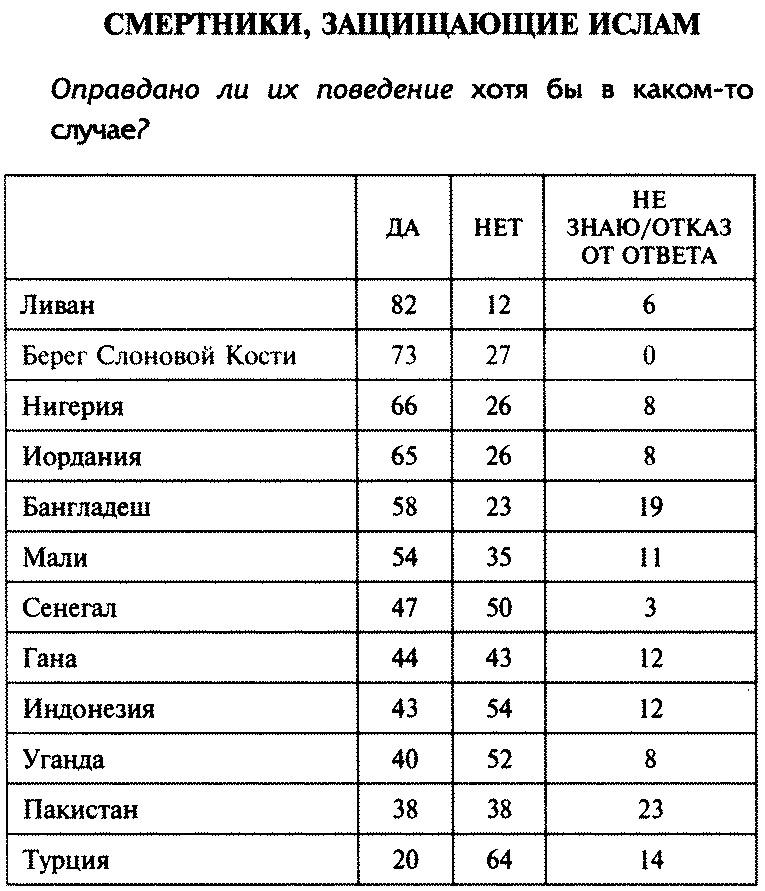 СМЕРТНИКИ, ЗАЩИЩАЮЩИЕ ИСЛАМ
Оправдано ли их поведение хотя бы в каком-то
случае?
ДА НЕТ НЕ
ЗНАЮ/ОТКАЗ
ОТ ОТВЕТА
Ливан 82 12 6
Берег Слоновой Кости 73 27 0
Нигерия 66 26 8
Иордания 65 26 8
Бангладеш 58 23 19
Мали 54 35 11
Сенегал 47 50 3
Гана 44 43 12
Индонезия 43 54 12
Уганда 40 52 8
Пакистан 38 38 23
Турция 20 64 14